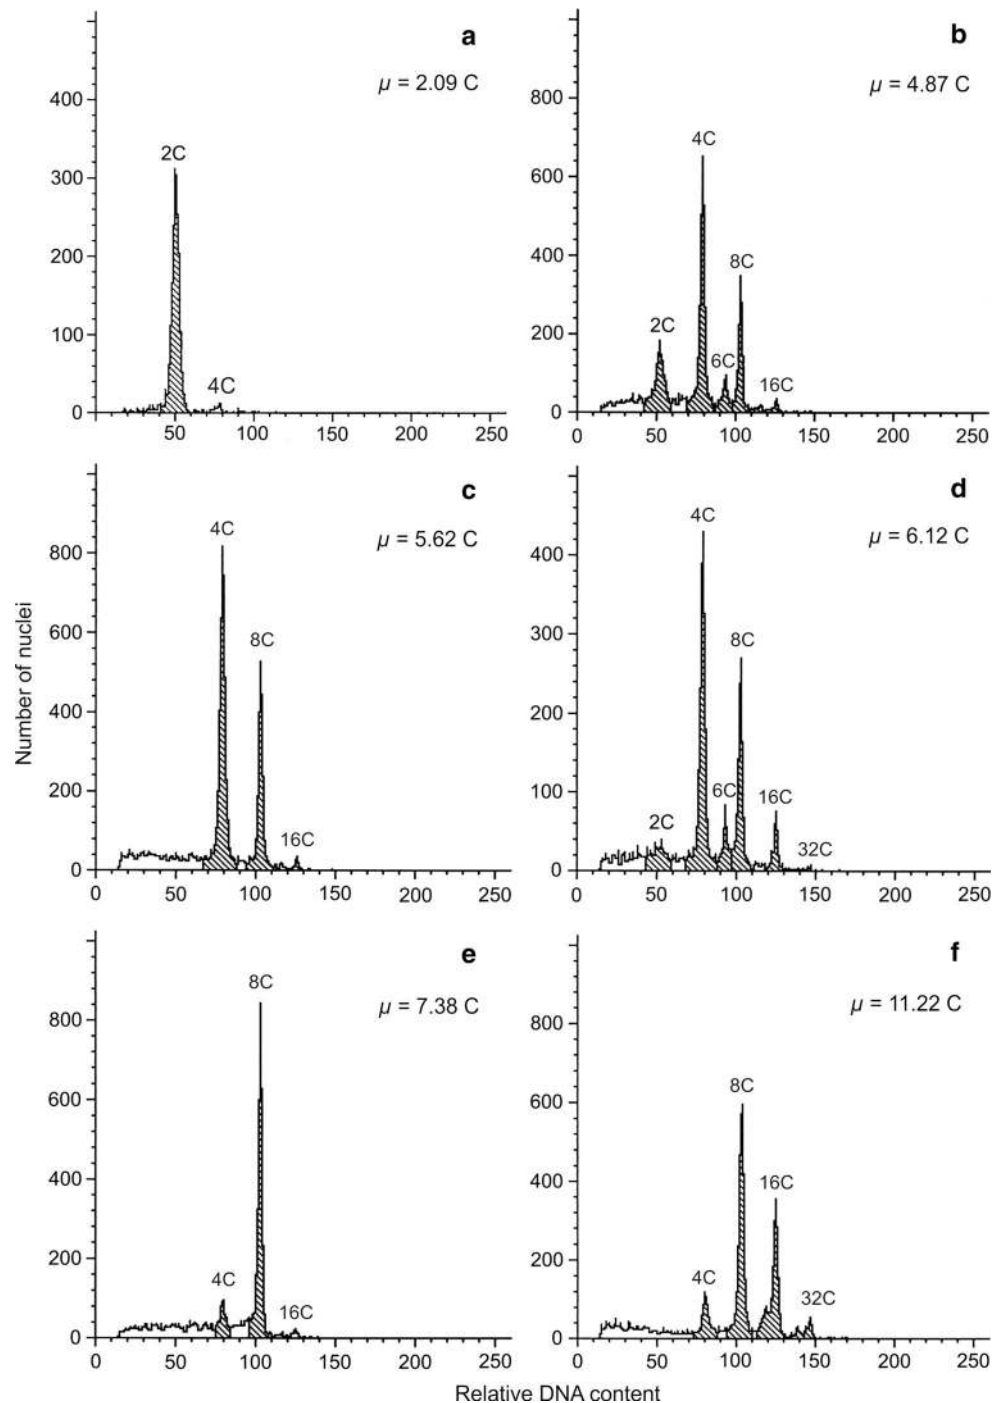 a
μ = 2.09 C
400
300
200
100
0
2C
4C
50
100
150
200
250
b
μ = 4.87 C
800
600
400
200
0
2C
4C
6C
8C
16C
0
50
100
150
200
250
c
μ = 5.62 C
800
600
400
200
0
4C
8C
16C
0
50
100
150
200
250
d
μ = 6.12 C
400
300
200
100
0
2C
4C
6C
8C
16C
32C
0
50
100
150
200
250
e
μ = 7.38 C
800
600
400
200
0
4C
8C
16C
0
50
100
150
200
250
f
μ = 11.22 C
800
600
400
200
0
4C
8C
16C
32C
0
50
100
150
200
250
Number of nuclei
Relative DNA content